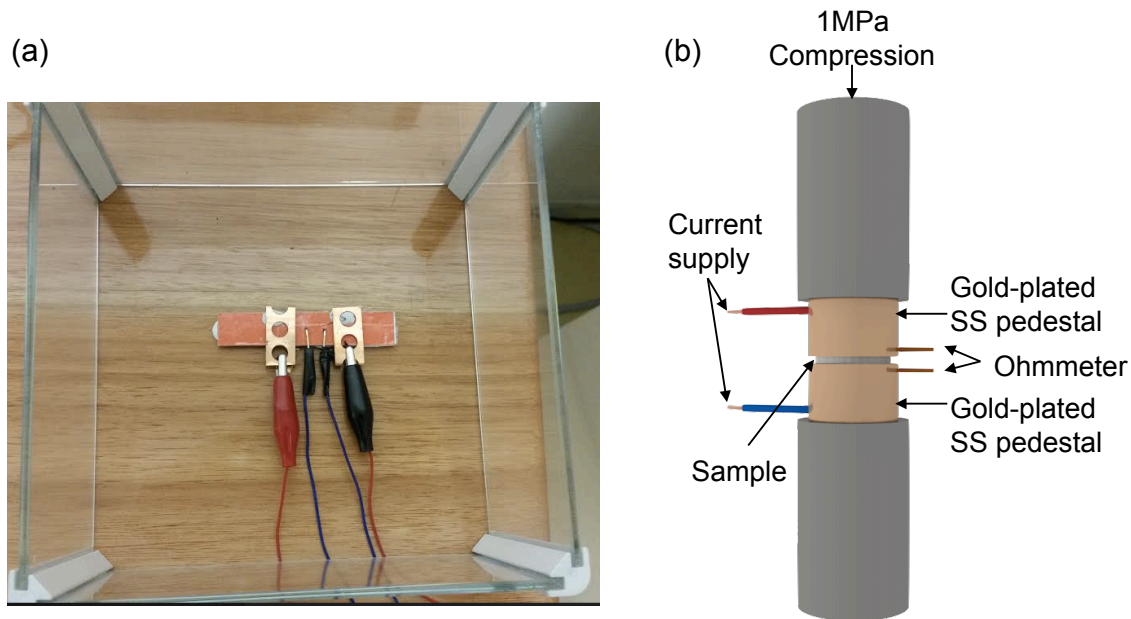 (a)
(b)
1MPa
Compression
Current
supply
Gold-plated
SS pedestal
Ohmmeter
Gold-plated
SS pedestal
Sample